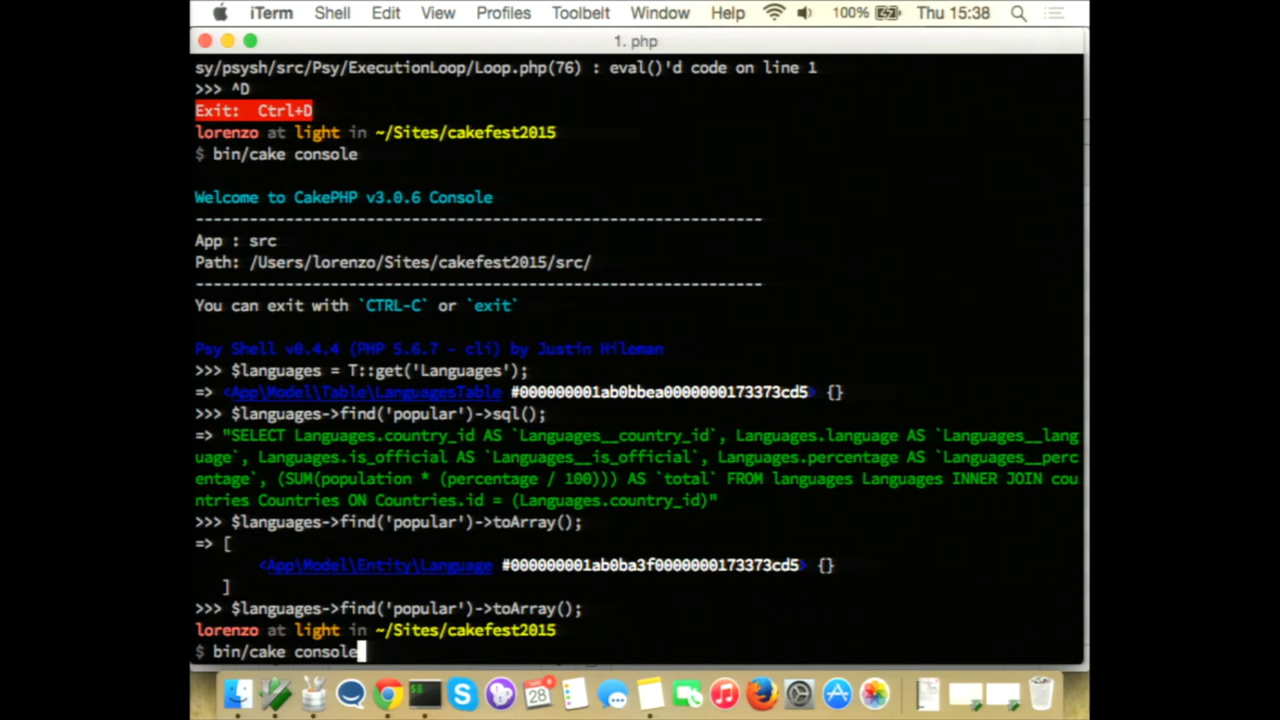 iTerm Shell Edit View Profiles Toolbelt Window Help 100% Thu 15:38
1. php
sy/psysh/src/Psy/ExecutionLoop/Loop.php(76) : eval()'d code on line 1
>>> ^D
Exit:  Ctrl+D
lorenzo at light in ~/Sites/cakefest2015
$ bin/cake console
Welcome to CakePHP v3.0.6 Console
---------------------------------------------------------------
App : src
Path: /Users/lorenzo/Sites/cakefest2015/src/
---------------------------------------------------------------
You can exit with `CTRL-C` or `exit`
Psy Shell v0.4.4 (PHP 5.6.7 – cli) by Justin Hileman
>>> $languages = T::get('Languages');
=> <App\Model\Table\LanguagesTable #000000001ab0bbea0000000173373cd5> {}
>>> $languages->find('popular')->sql();
=> "SELECT Languages.country_id AS `Languages__country_id`, Languages.language AS `Languages__lang
uage`, Languages.is_official AS `Languages__is_official`, Languages.percentage AS `Languages__perc
entage`, (SUM(population * (percentage / 100))) AS `total` FROM languages Languages INNER JOIN cou
ntries Countries ON Countries.id = (Languages.country_id)"
>>> $languages->find('popular')->toArray();
=> [
<App\Model\Entity\Language #000000001ab0ba3f0000000173373cd5> {}
]
>>> $languages->find('popular')->toArray();
lorenzo at light in ~/Sites/cakefest2015
$ bin/cake console
28